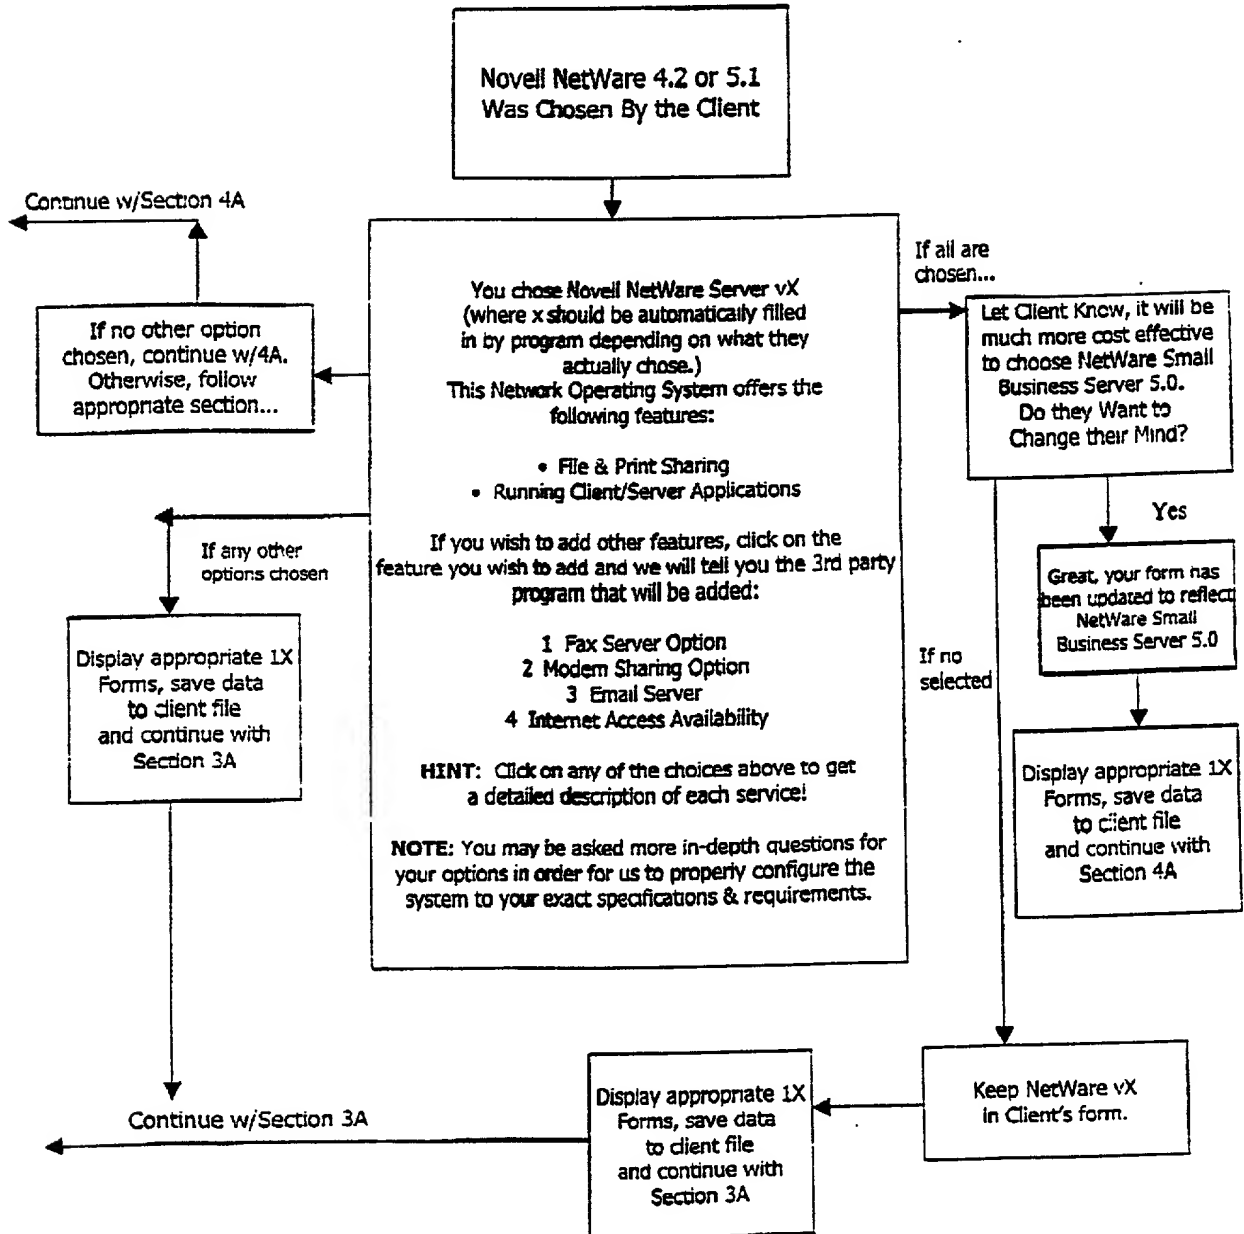 Novell NetWare 4.2 or 5.1
Was Chosen By the Client
Continue w/Section 4A
If no other option
chosen, continue w/4A.
Otherwise, follow
appropriate section...
You chose Novell NetWare Server vX
(where x should be automatically filled
in by program depending on what they
actually chose.)
This Network Operating System offers the
following features:
• File & Print Sharing
• Running Client/Server Applications
If you wish to add other features, click on the
feature you wish to add and we will tell you the 3rd party
program that will be added:
1 Fax Server Option
2 Modem Sharing Option
3 Email Server
4 Internet Access Availability
HINT: Click on any of the choices above to get
a detailed description of each service!
NOTE: You may be asked more in-depth questions for
your options in order for us to properly configure the
system to your exact specifications & requirements.
If all are
chosen...
Let Client Know, it will be
much more cost effective
to choose NetWare Small
Business Server 5.0.
Do they Want to
Change their Mind?
Yes
Great, your form has
been updated to reflect
NetWare Small
Business Server 5.0
Display appropriate 1X
Forms, save data
to client file
and continue with
Section 4A
If any other
options chosen
Display appropriate 1X
Forms, save data
to client file
and continue with
Section 3A
If no
selected
Keep NetWare vX
in Client's form.
Display appropriate 1X
Forms, save data
to client file
and continue with
Section 3A
Continue w/Section 3A